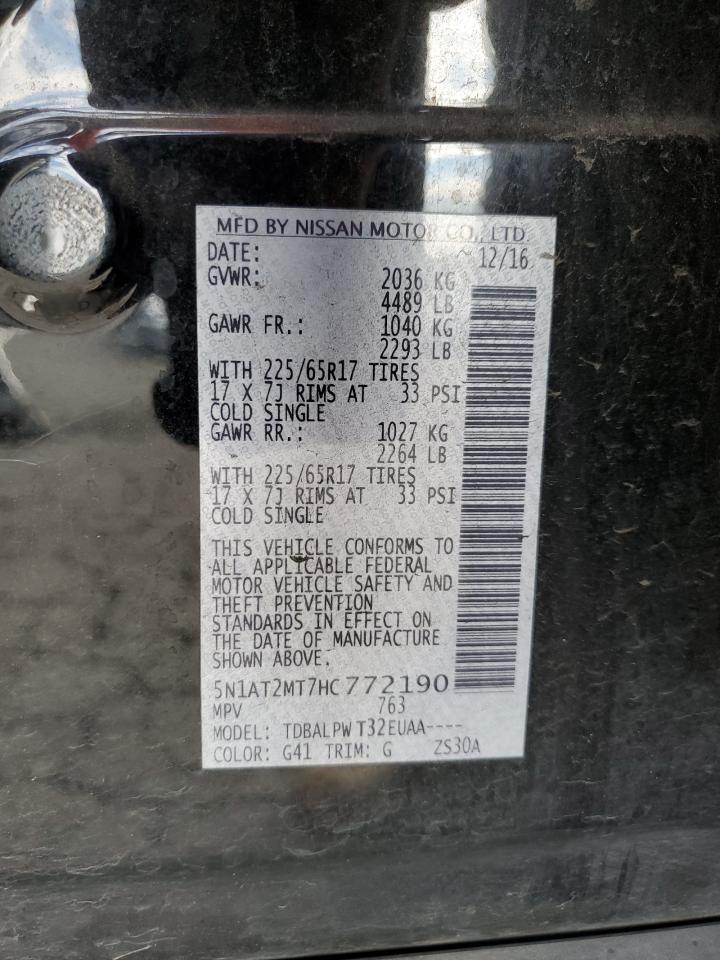 MFD BY NISSAN MOTOR CO., LTD.
DATE: 12/16
GVWR: 2036 KG
4489 LB
GAWR FR.: 1040 KG
2293 LB
WITH 225/65R17 TIRES
17 X 7J RIMS AT 33 PSI
COLD SINGLE
GAWR RR.: 1027 KG
2264 LB
WITH 225/65R17 TIRES
17 X 7J RIMS AT 33 PSI
COLD SINGLE
THIS VEHICLE CONFORMS TO
ALL APPLICABLE FEDERAL
MOTOR VEHICLE SAFETY AND
THEFT PREVENTION
STANDARDS IN EFFECT ON
THE DATE OF MANUFACTURE
SHOWN ABOVE.
5N1AT2MT7HC772190
MPV 763
MODEL: TDBALPW T32EUAA----
COLOR: G41 TRIM: G ZS30A